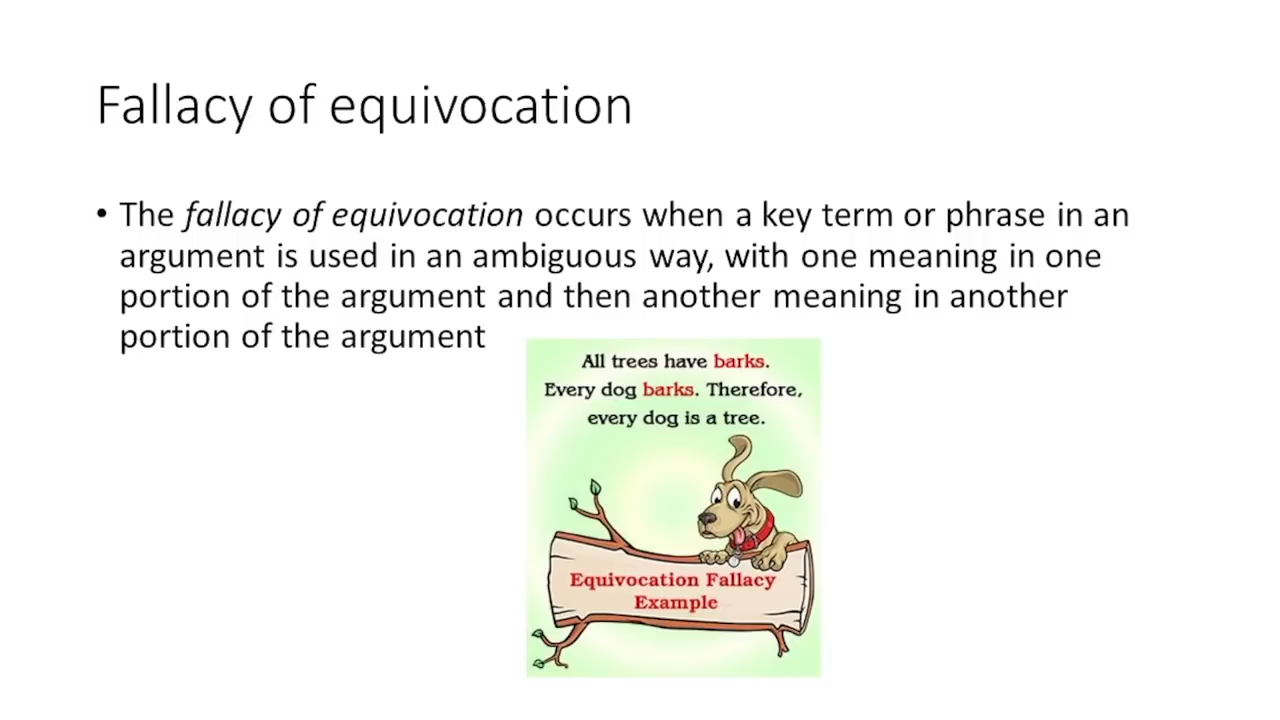 Fallacy of equivocation
• The fallacy of equivocation occurs when a key term or phrase in an
argument is used in an ambiguous way, with one meaning in one
portion of the argument and then another meaning in another
portion of the argument
All trees have barks.
Every dog barks. Therefore,
every dog is a tree.
Equivocation Fallacy
Example